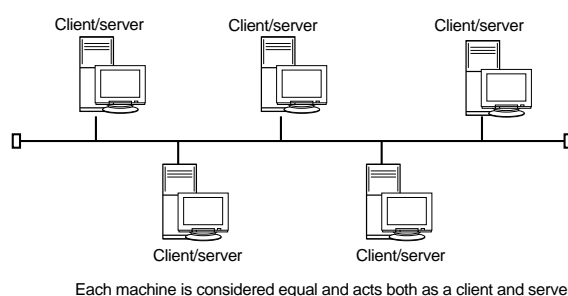 Client/server
Client/server
Client/server
Client/server
Client/server
Each machine is considered equal and acts both as a client and serve